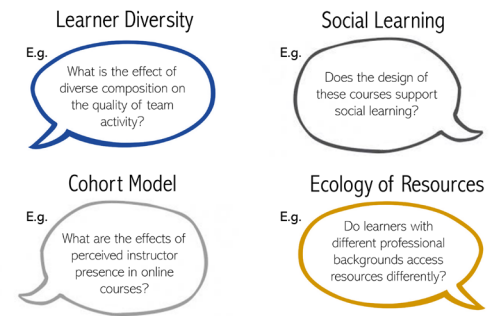 Learner Diversity
E.g.
What is the effect of
diverse composition on
the quality of team
activity?
Social Learning
E.g.
Does the design of
these courses support
social learning?
Cohort Model
E.g.
What are the effects of
perceived instructor
presence in online
courses?
Ecology of Resources
E.g.
Do learners with
different professional
backgrounds access
resources differently?